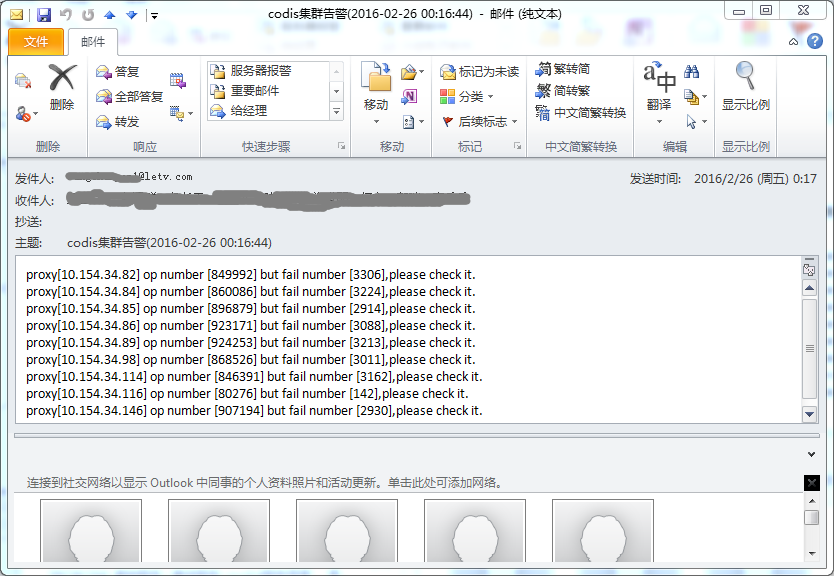 codis集群告警(2016-02-26 00:16:44) - 邮件 (纯文本)
文件 邮件
删除
删除
答复
全部答复
转发
响应
服务器报警
重要邮件
给经理
快速步骤
移动
移动
标记为未读
分类
后续标志
标记
繁转简
简转繁
中文简繁转换
中文简繁转换
翻译
编辑
显示比例
显示比例
发件人: @letv.com
发送时间: 2016/2/26 (周五) 0:17
收件人:
抄送:
主题: codis集群告警(2016-02-26 00:16:44)
proxy[10.154.34.82] op number [849992] but fail number [3306],please check it.
proxy[10.154.34.84] op number [860086] but fail number [3224],please check it.
proxy[10.154.34.85] op number [896879] but fail number [2914],please check it.
proxy[10.154.34.86] op number [923171] but fail number [3088],please check it.
proxy[10.154.34.89] op number [924253] but fail number [3213],please check it.
proxy[10.154.34.98] op number [868526] but fail number [3011],please check it.
proxy[10.154.34.114] op number [846391] but fail number [3162],please check it.
proxy[10.154.34.116] op number [80276] but fail number [142],please check it.
proxy[10.154.34.146] op number [907194] but fail number [2930],please check it.
连接到社交网络以显示 Outlook 中同事的个人资料照片和活动更新。单击此处可添加网络。